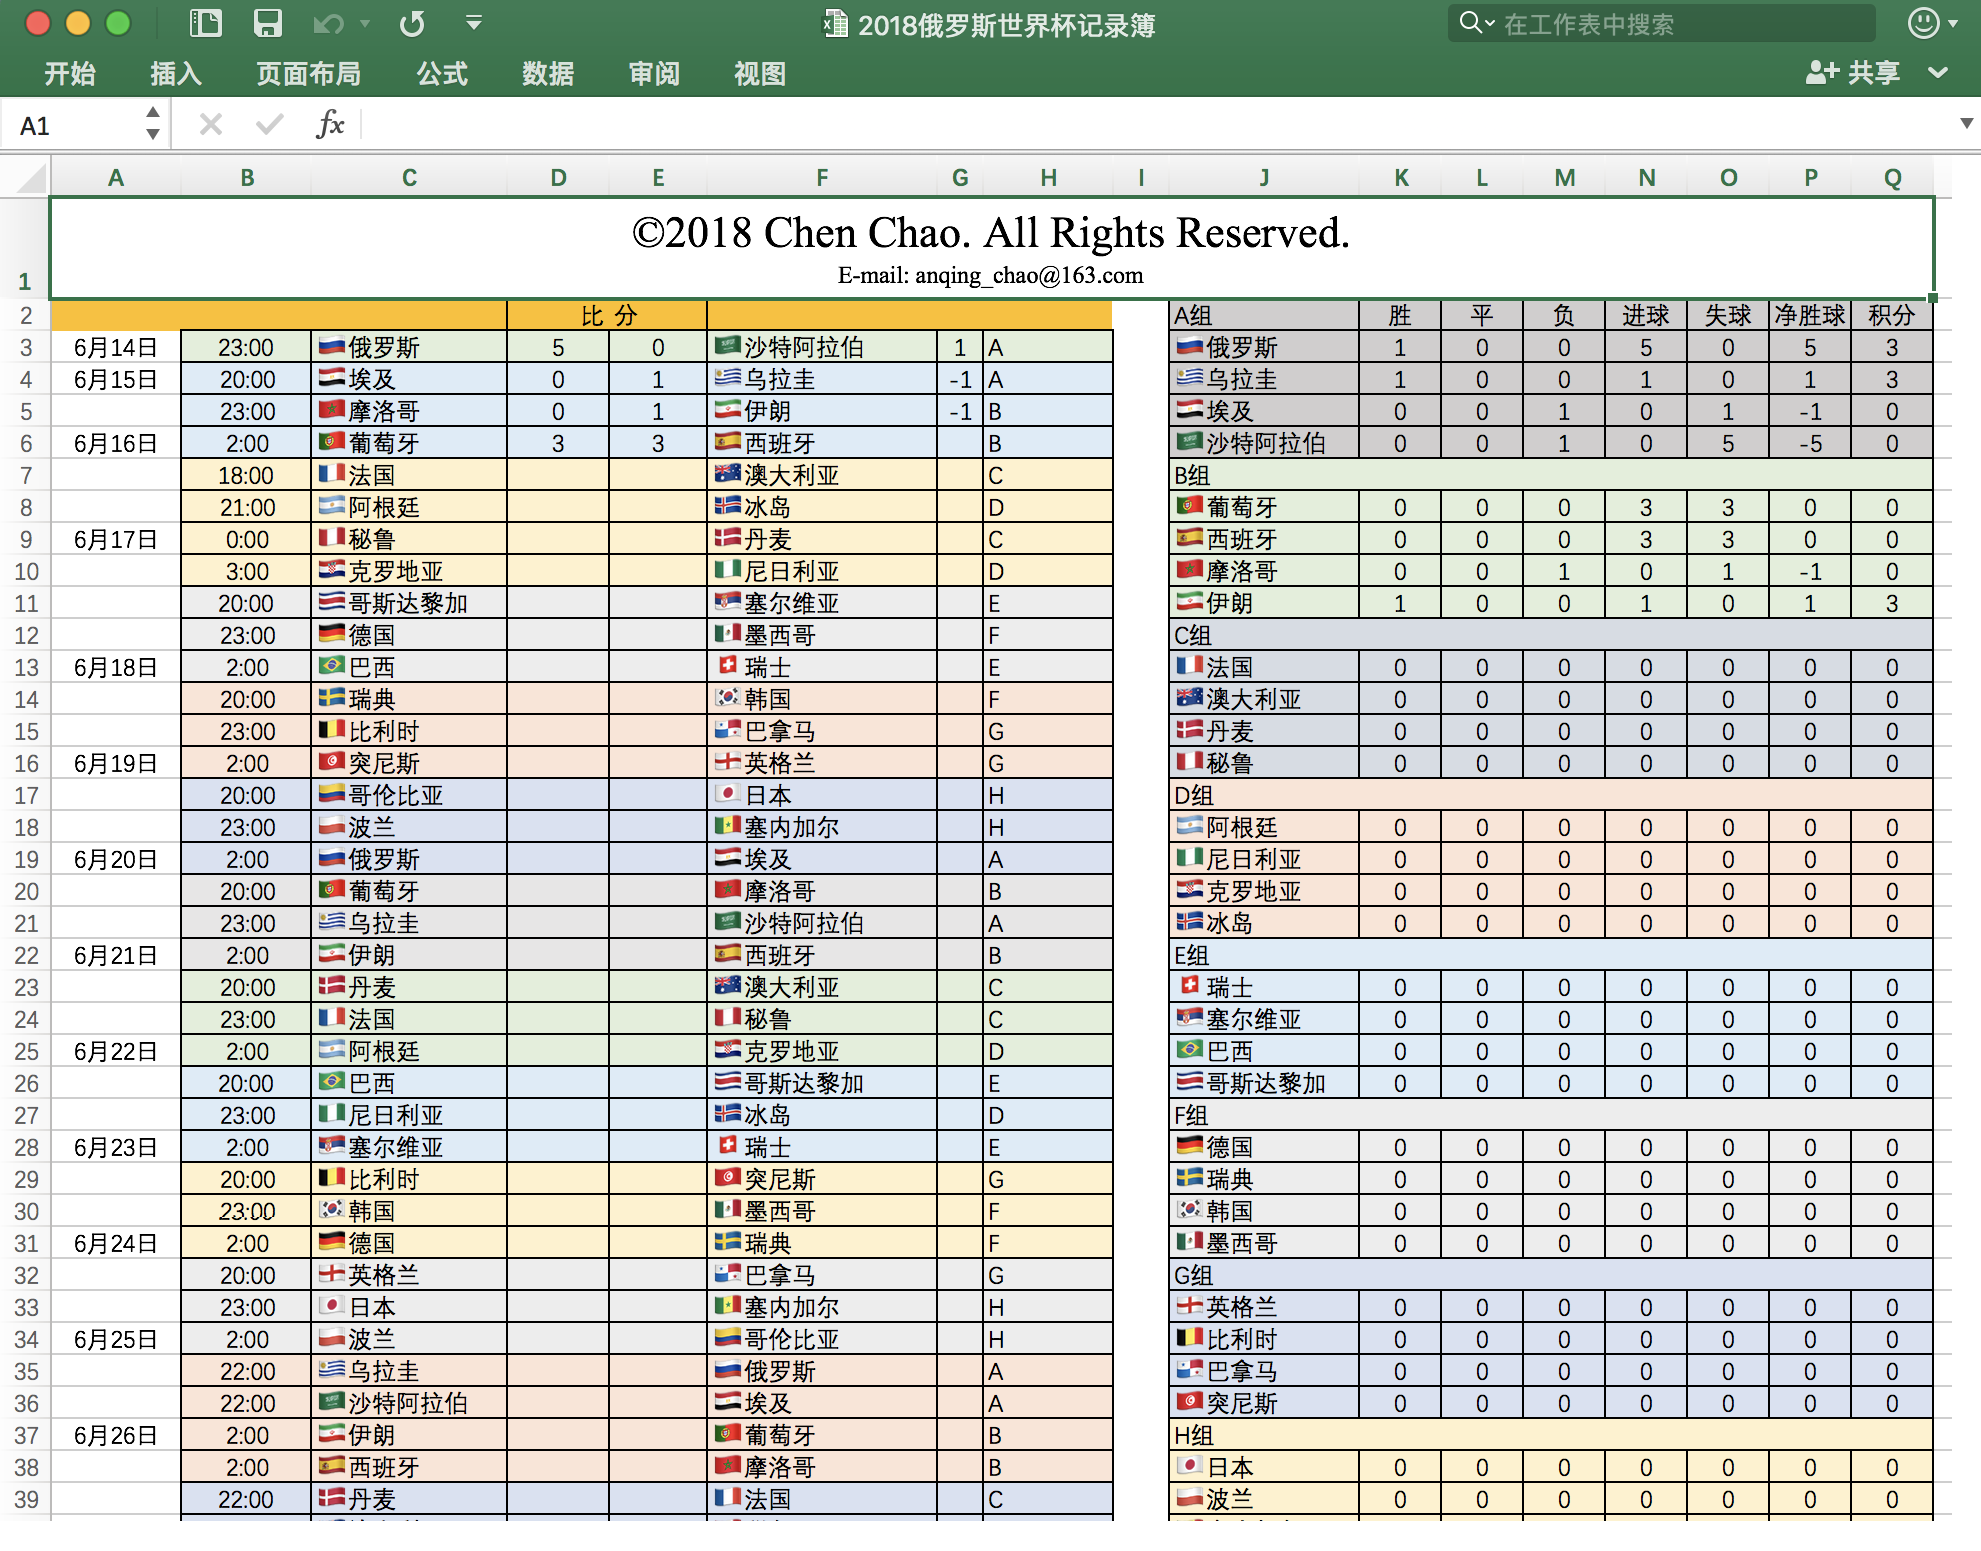 2018俄罗斯世界杯记录簿
在工作表中搜索
开始 插入 页面布局 公式 数据 审阅 视图
共享
A1 fx
A B C D E F G H I J K L M N O P Q
©2018 Chen Chao. All Rights Reserved.
1 E-mail: anqing_chao@163.com
2 比 分 A组 胜 平 负 进球 失球 净胜球 积分
3 6月14日 23:00 俄罗斯 5 0 沙特阿拉伯 1 A 俄罗斯 1 0 0 5 0 5 3
4 6月15日 20:00 埃及 0 1 乌拉圭 -1 A 乌拉圭 1 0 0 1 0 1 3
5 23:00 摩洛哥 0 1 伊朗 -1 B 埃及 0 0 1 0 1 -1 0
6 6月16日 2:00 葡萄牙 3 3 西班牙 B 沙特阿拉伯 0 0 1 0 5 -5 0
7 18:00 法国 澳大利亚 C B组
8 21:00 阿根廷 冰岛 D 葡萄牙 0 0 0 3 3 0 0
9 6月17日 0:00 秘鲁 丹麦 C 西班牙 0 0 0 3 3 0 0
10 3:00 克罗地亚 尼日利亚 D 摩洛哥 0 0 1 0 1 -1 0
11 20:00 哥斯达黎加 塞尔维亚 E 伊朗 1 0 0 1 0 1 3
12 23:00 德国 墨西哥 F C组
13 6月18日 2:00 巴西 瑞士 E 法国 0 0 0 0 0 0 0
14 20:00 瑞典 韩国 F 澳大利亚 0 0 0 0 0 0 0
15 23:00 比利时 巴拿马 G 丹麦 0 0 0 0 0 0 0
16 6月19日 2:00 突尼斯 英格兰 G 秘鲁 0 0 0 0 0 0 0
17 20:00 哥伦比亚 日本 H D组
18 23:00 波兰 塞内加尔 H 阿根廷 0 0 0 0 0 0 0
19 6月20日 2:00 俄罗斯 埃及 A 尼日利亚 0 0 0 0 0 0 0
20 20:00 葡萄牙 摩洛哥 B 克罗地亚 0 0 0 0 0 0 0
21 23:00 乌拉圭 沙特阿拉伯 A 冰岛 0 0 0 0 0 0 0
22 6月21日 2:00 伊朗 西班牙 B E组
23 20:00 丹麦 澳大利亚 C 瑞士 0 0 0 0 0 0 0
24 23:00 法国 秘鲁 C 塞尔维亚 0 0 0 0 0 0 0
25 6月22日 2:00 阿根廷 克罗地亚 D 巴西 0 0 0 0 0 0 0
26 20:00 巴西 哥斯达黎加 E 哥斯达黎加 0 0 0 0 0 0 0
27 23:00 尼日利亚 冰岛 D F组
28 6月23日 2:00 塞尔维亚 瑞士 E 德国 0 0 0 0 0 0 0
29 20:00 比利时 突尼斯 G 瑞典 0 0 0 0 0 0 0
30 23:00 韩国 墨西哥 F 韩国 0 0 0 0 0 0 0
31 6月24日 2:00 德国 瑞典 F 墨西哥 0 0 0 0 0 0 0
32 20:00 英格兰 巴拿马 G G组
33 23:00 日本 塞内加尔 H 英格兰 0 0 0 0 0 0 0
34 6月25日 2:00 波兰 哥伦比亚 H 比利时 0 0 0 0 0 0 0
35 22:00 乌拉圭 俄罗斯 A 巴拿马 0 0 0 0 0 0 0
36 22:00 沙特阿拉伯 埃及 A 突尼斯 0 0 0 0 0 0 0
37 6月26日 2:00 伊朗 葡萄牙 B H组
38 2:00 西班牙 摩洛哥 B 日本 0 0 0 0 0 0 0
39 22:00 丹麦 法国 C 波兰 0 0 0 0 0 0 0